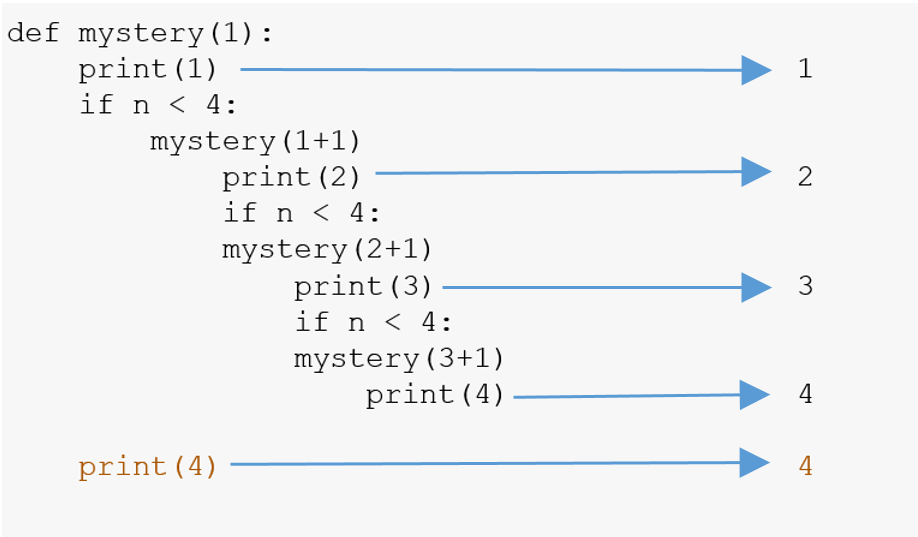 def mystery(1):
print(1) 1
if n < 4:
mystery(1+1)
print(2) 2
if n < 4:
mystery(2+1)
print(3) 3
if n < 4:
mystery(3+1)
print(4) 4
print(4) 4